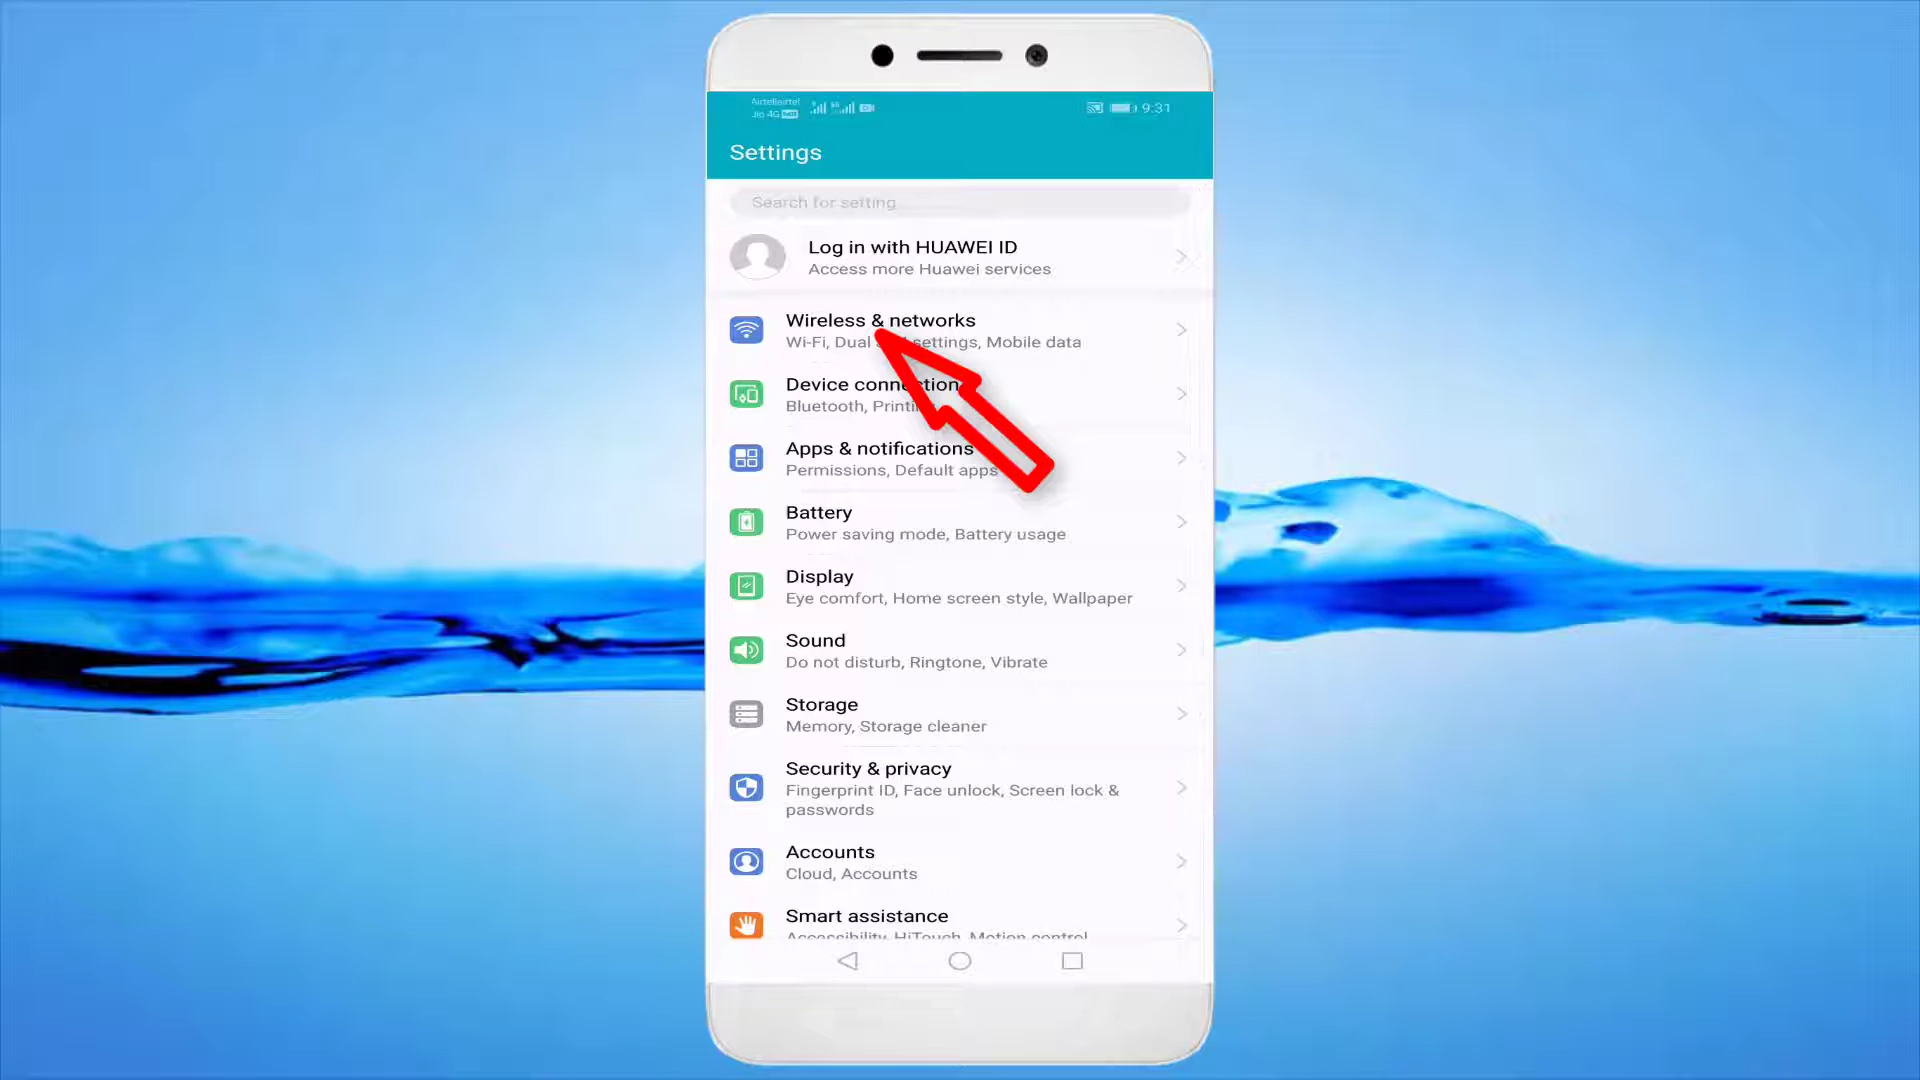 Airtel|airtel
Jio 4G
9:31
Settings
Search for setting
Log in with HUAWEI ID
Access more Huawei services
Wireless & networks
Wi-Fi, Dual settings, Mobile data
Device connection
Bluetooth, Printing
Apps & notifications
Permissions, Default apps
Battery
Power saving mode, Battery usage
Display
Eye comfort, Home screen style, Wallpaper
Sound
Do not disturb, Ringtone, Vibrate
Storage
Memory, Storage cleaner
Security & privacy
Fingerprint ID, Face unlock, Screen lock &
passwords
Accounts
Cloud, Accounts
Smart assistance
Accessibility, HiTouch, Motion control